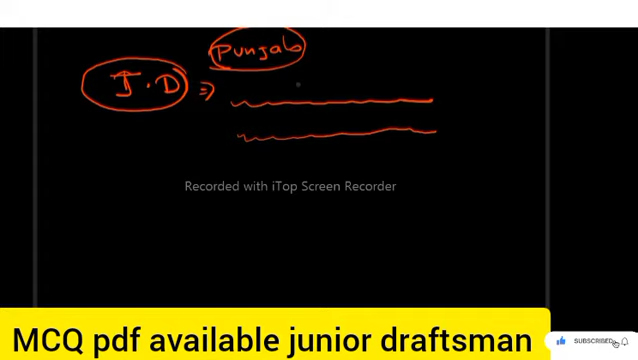 Punjab
J.D ⇒
Recorded with iTop Screen Recorder
MCQ pdf available junior draftsman
SUBSCRIBED